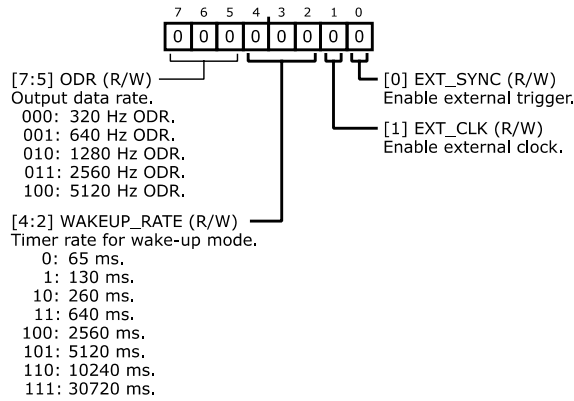 7 6 5 4 3 2 1 0
0 0 0 0 0 0 0 0
[7:5] ODR (R/W)
Output data rate.
000: 320 Hz ODR.
001: 640 Hz ODR.
010: 1280 Hz ODR.
011: 2560 Hz ODR.
100: 5120 Hz ODR.
[4:2] WAKEUP_RATE (R/W)
Timer rate for wake-up mode.
0: 65 ms.
1: 130 ms.
10: 260 ms.
11: 640 ms.
100: 2560 ms.
101: 5120 ms.
110: 10240 ms.
111: 30720 ms.
[0] EXT_SYNC (R/W)
Enable external trigger.
[1] EXT_CLK (R/W)
Enable external clock.